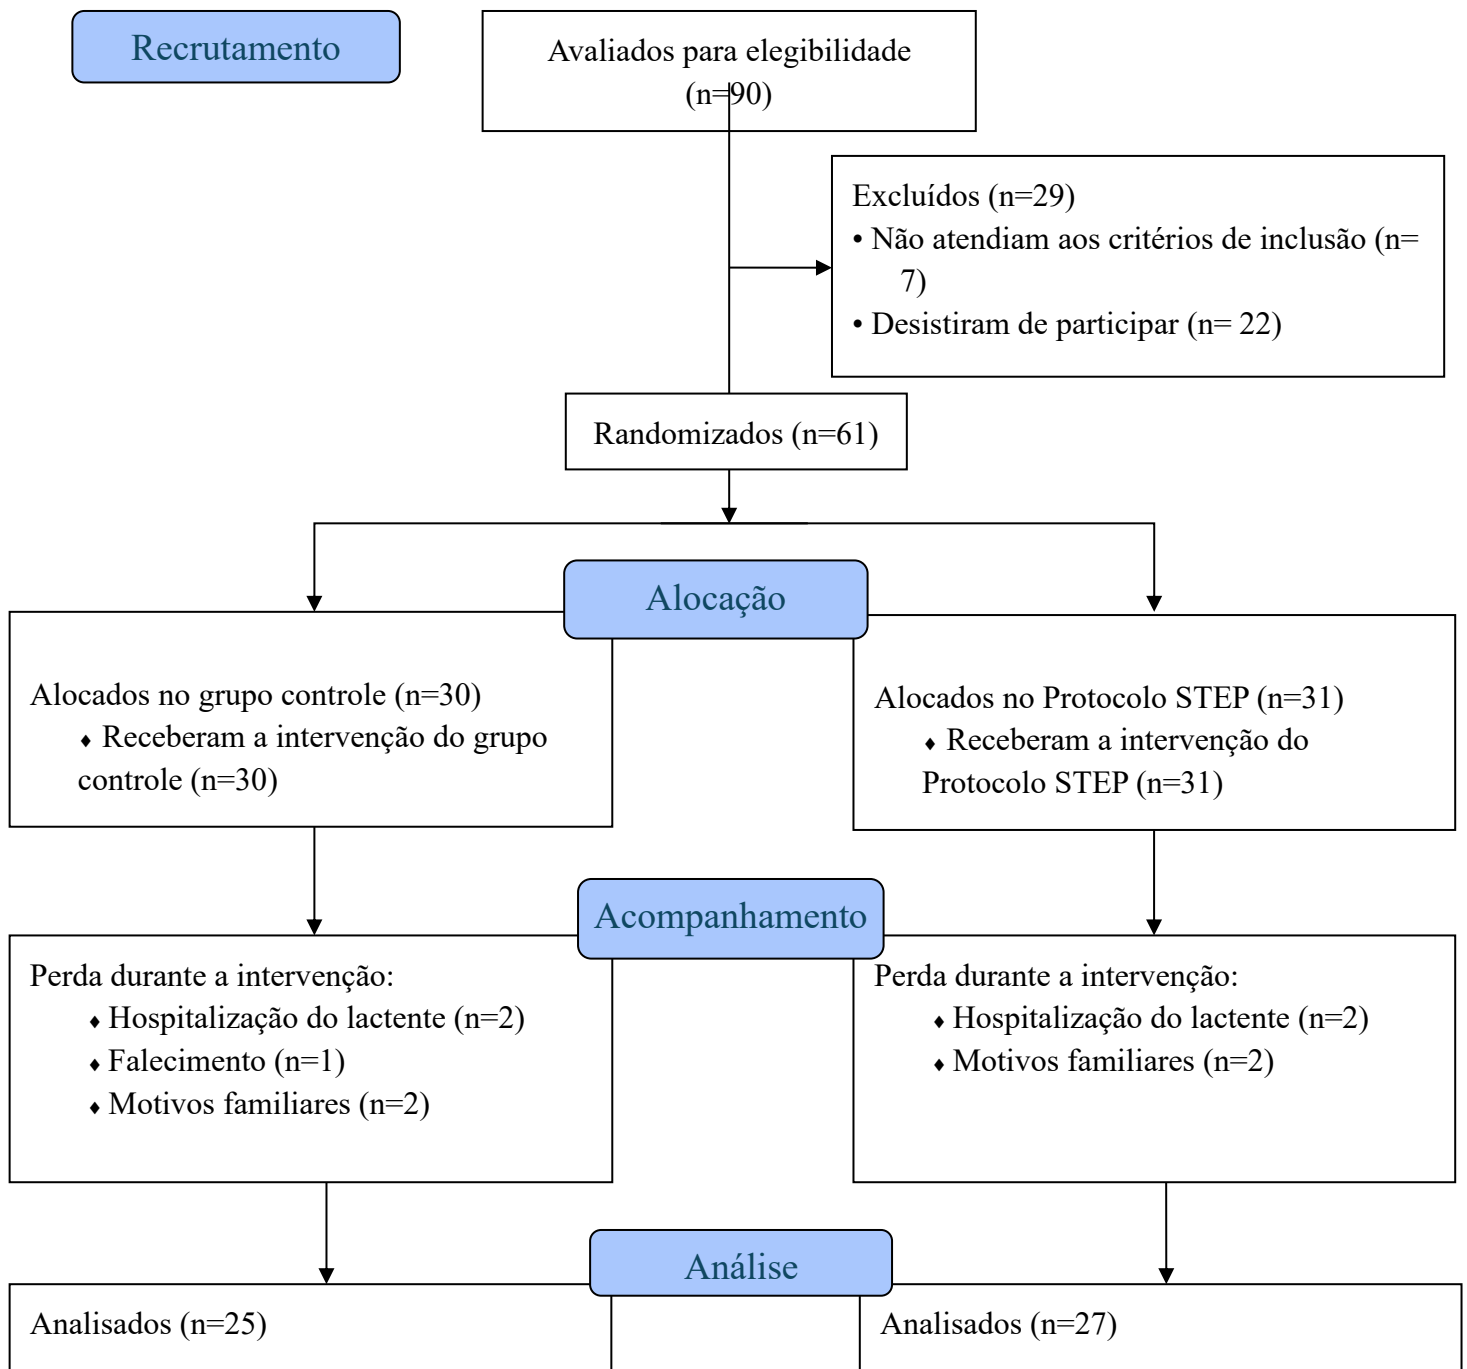 Recrutamento
Avaliados para elegibilidade
(n=90)
Excluídos (n=29)
• Não atendiam aos critérios de inclusão (n=
7)
• Desistiram de participar (n= 22)
Randomizados (n=61)
Alocação
Alocados no grupo controle (n=30)
♦ Receberam a intervenção do grupo
controle (n=30)
Alocados no Protocolo STEP (n=31)
♦ Receberam a intervenção do
Protocolo STEP (n=31)
Acompanhamento
Perda durante a intervenção:
♦ Hospitalização do lactente (n=2)
♦ Falecimento (n=1)
♦ Motivos familiares (n=2)
Perda durante a intervenção:
♦ Hospitalização do lactente (n=2)
♦ Motivos familiares (n=2)
Análise
Analisados (n=25)
Analisados (n=27)